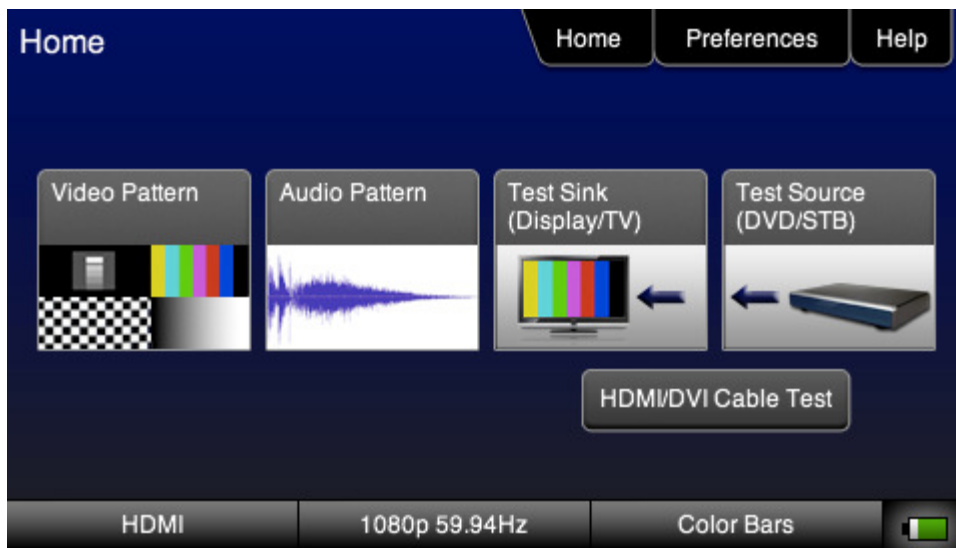 Home
Home
Preferences
Help
Video Pattern
Audio Pattern
Test Sink
(Display/TV)
Test Source
(DVD/STB)
HDMI/DVI Cable Test
HDMI
1080p 59.94Hz
Color Bars